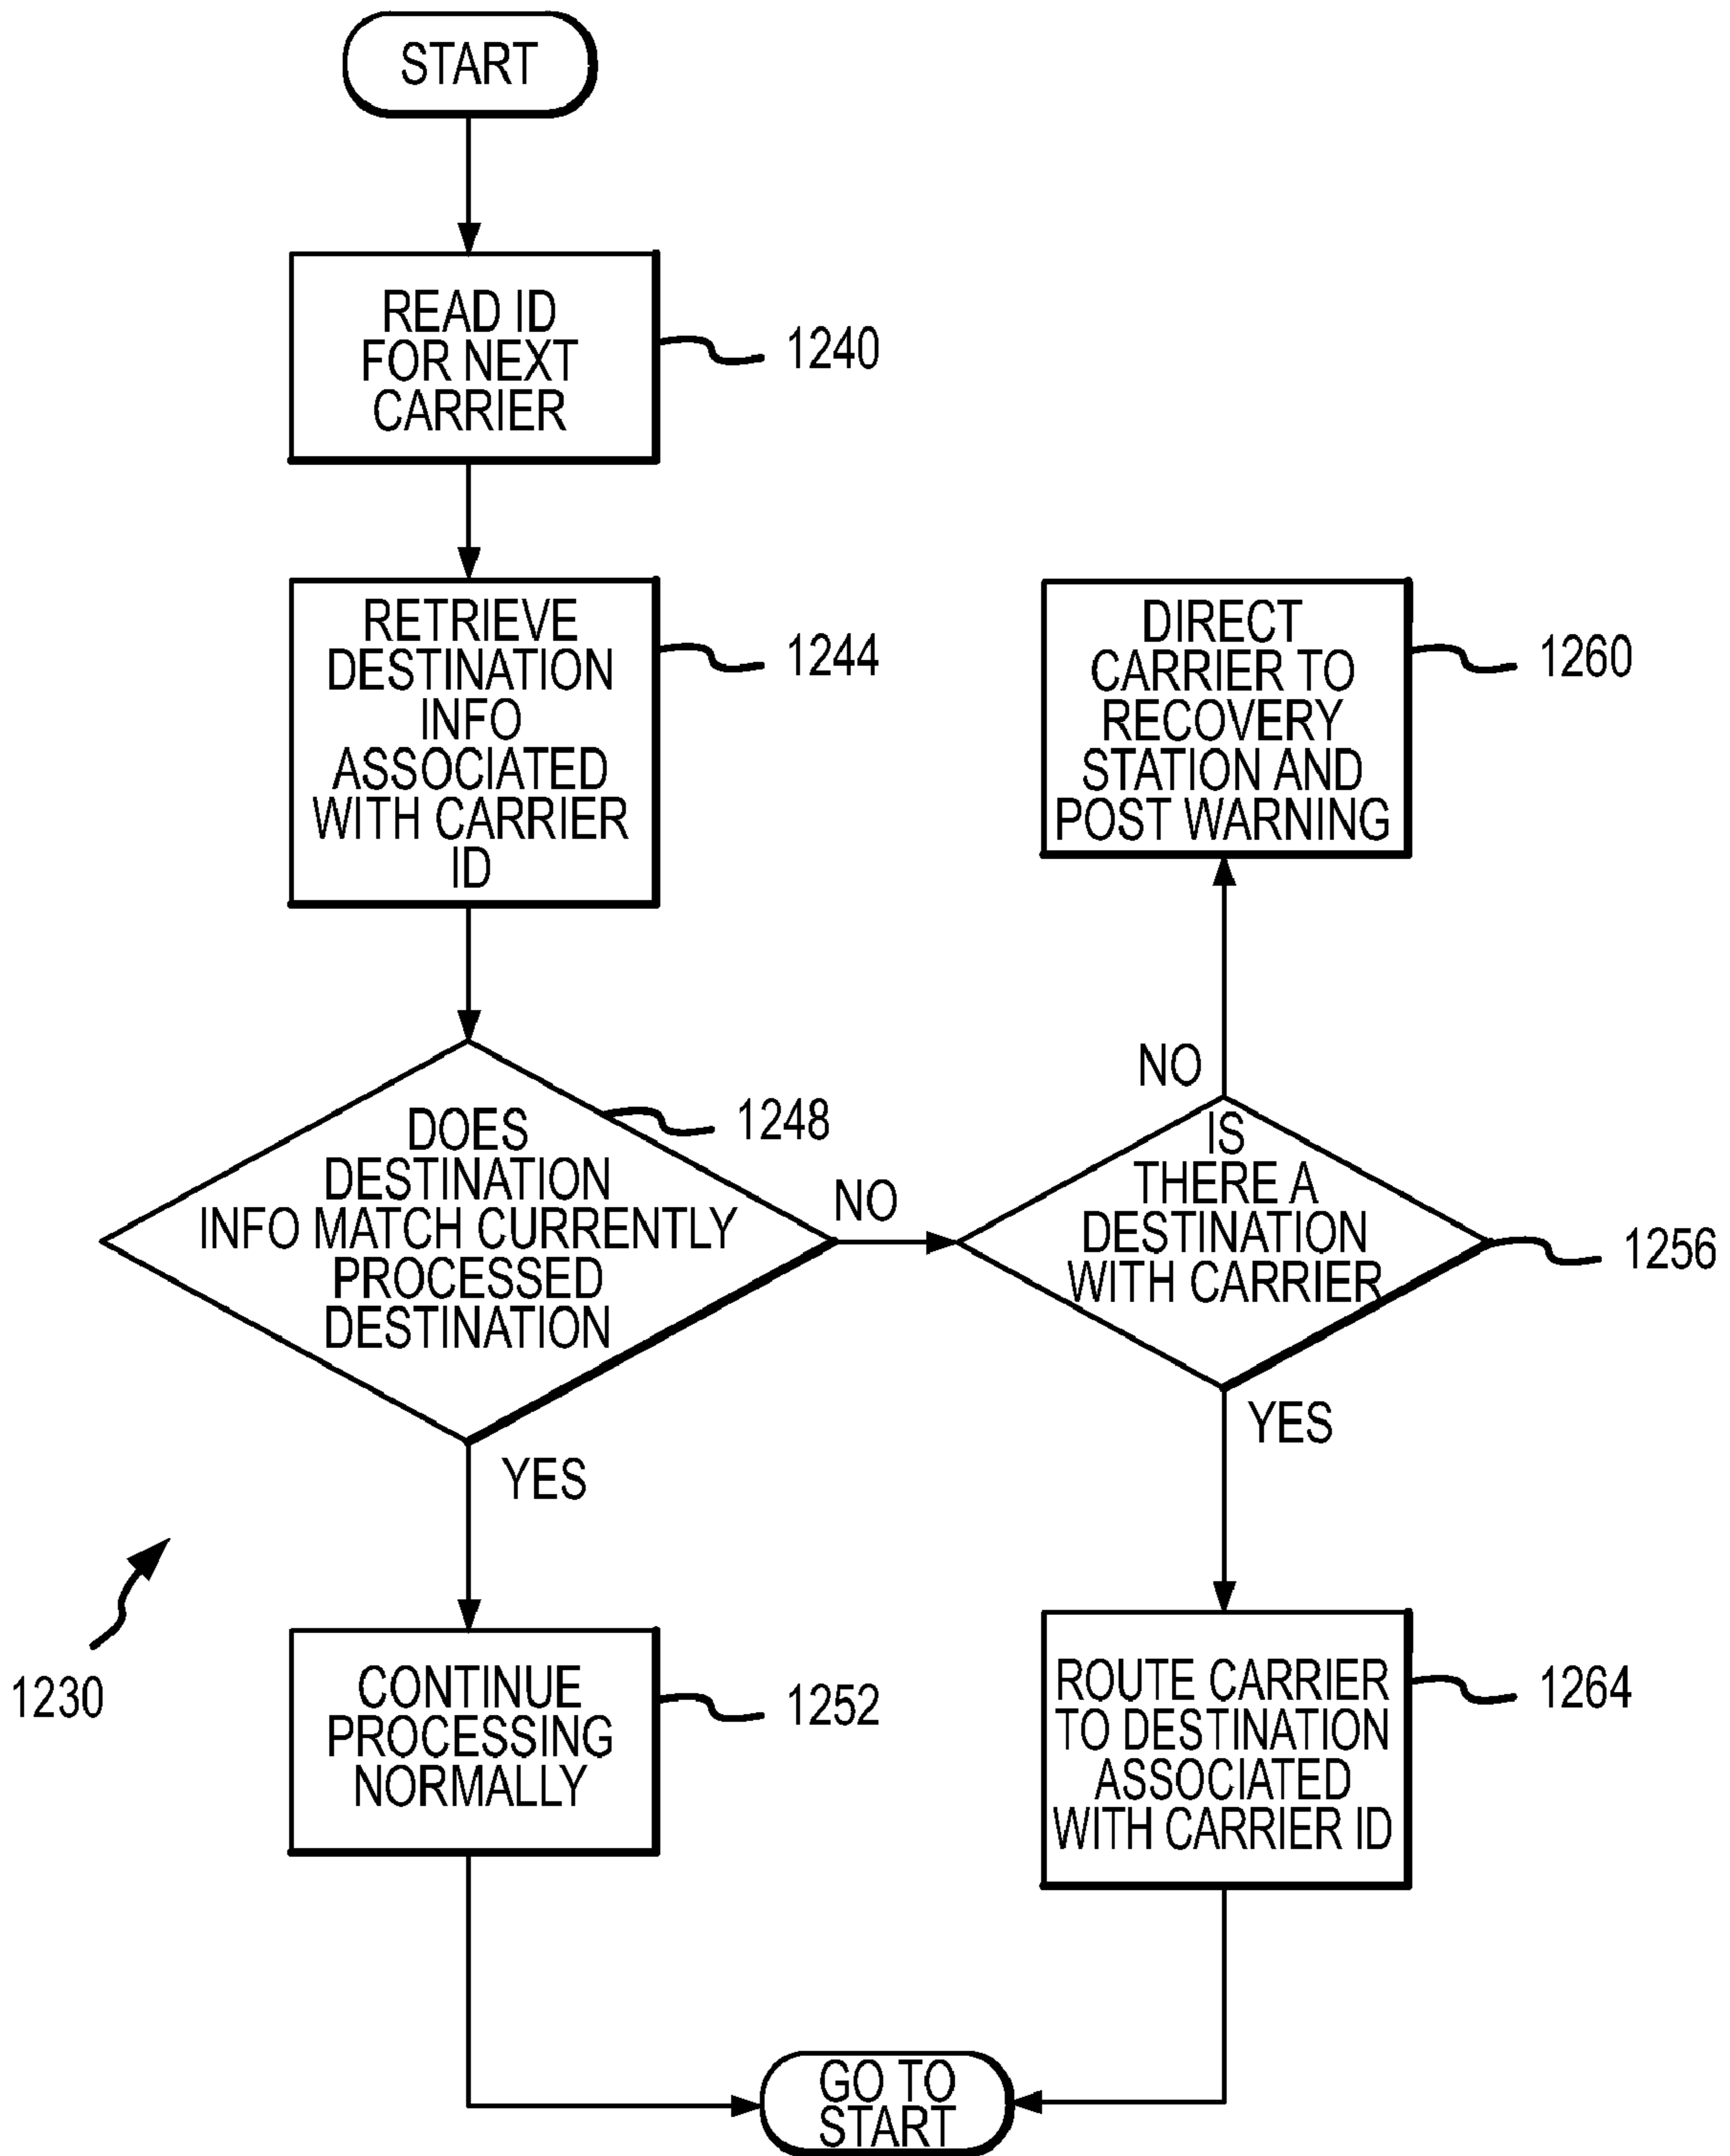 START
READ ID
FOR NEXT
CARRIER
1240
RETRIEVE
DESTINATION
INFO
ASSOCIATED
WITH CARRIER
ID
1244
DIRECT
CARRIER TO
RECOVERY
STATION AND
POST WARNING
1260
DOES
DESTINATION
INFO MATCH CURRENTLY
PROCESSED
DESTINATION
1248
NO
NO
IS
THERE A
DESTINATION
WITH CARRIER
1256
YES
YES
1230
CONTINUE
PROCESSING
NORMALLY
1252
ROUTE CARRIER
TO DESTINATION
ASSOCIATED
WITH CARRIER ID
1264
GO TO
START